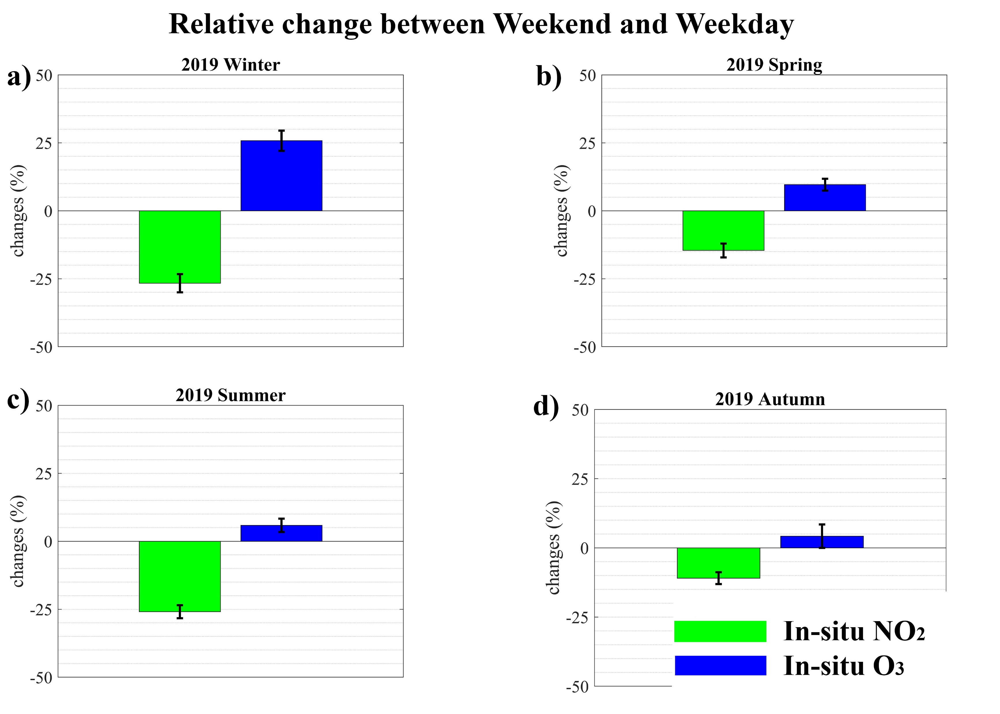 Relative change between Weekend and Weekday
a)
2019 Winter
50
25
0
-25
-50
changes (%)
b)
2019 Spring
50
25
0
-25
-50
changes (%)
c)
2019 Summer
50
25
0
-25
-50
changes (%)
d)
2019 Autumn
50
25
0
-25
-50
changes (%)
In-situ NO2
In-situ O3